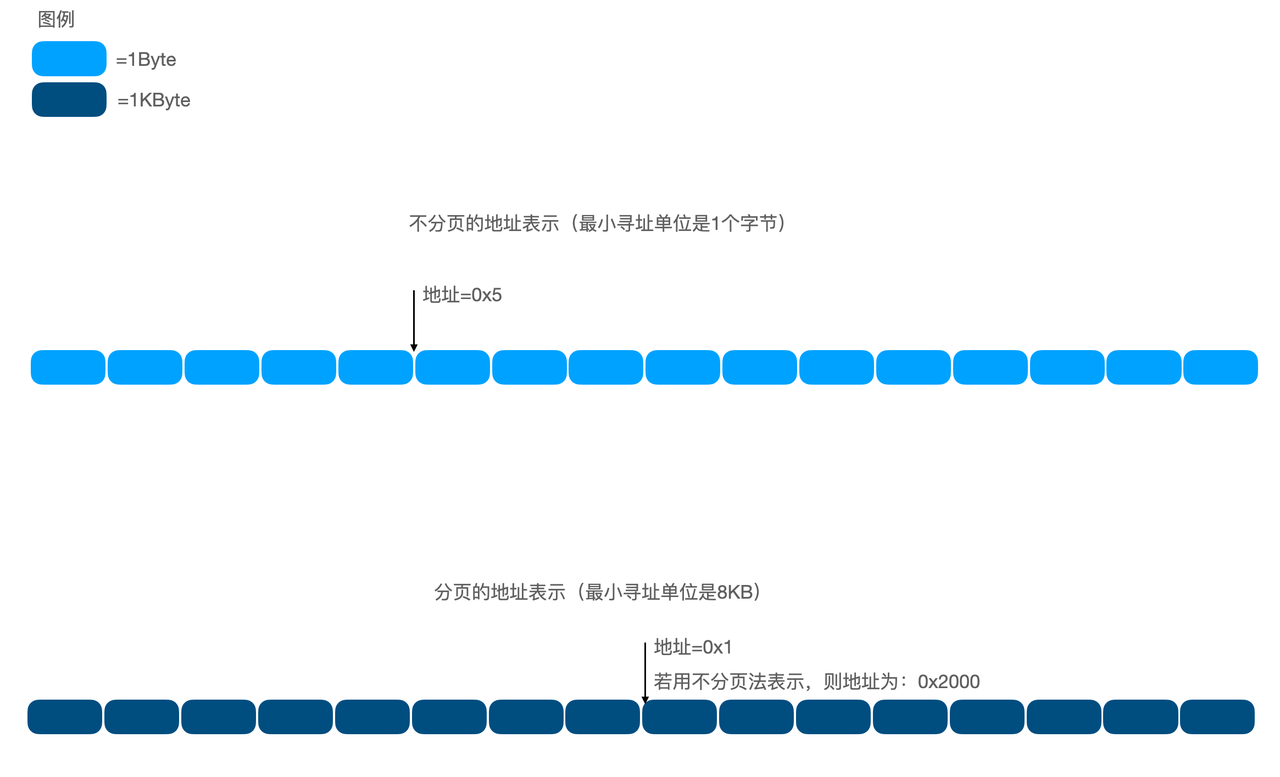 图例
=1Byte
=1KByte
不分页的地址表示（最小寻址单位是1个字节）
地址=0x5
分页的地址表示（最小寻址单位是8KB）
地址=0x1
若用不分页法表示，则地址为：0x2000